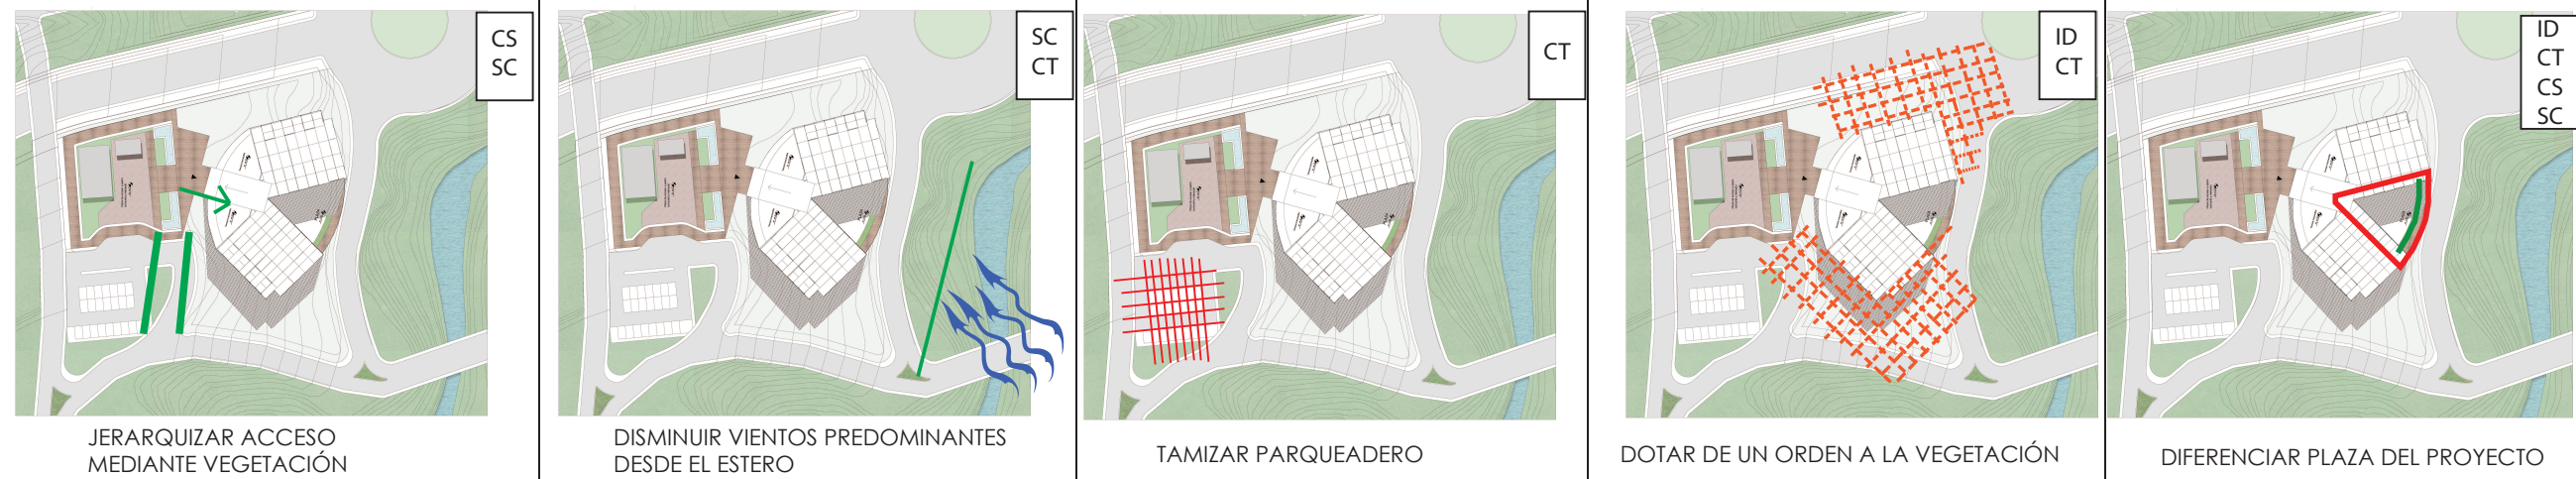 CS
SC
JERARQUIZAR ACCESO
MEDIANTE VEGETACIÓN
SC
CT
DISMINUIR VIENTOS PREDOMINANTES
DESDE EL ESTERO
CT
TAMIZAR PARQUEADERO
ID
CT
DOTAR DE UN ORDEN A LA VEGETACIÓN
ID
CT
CS
SC
DIFERENCIAR PLAZA DEL PROYECTO